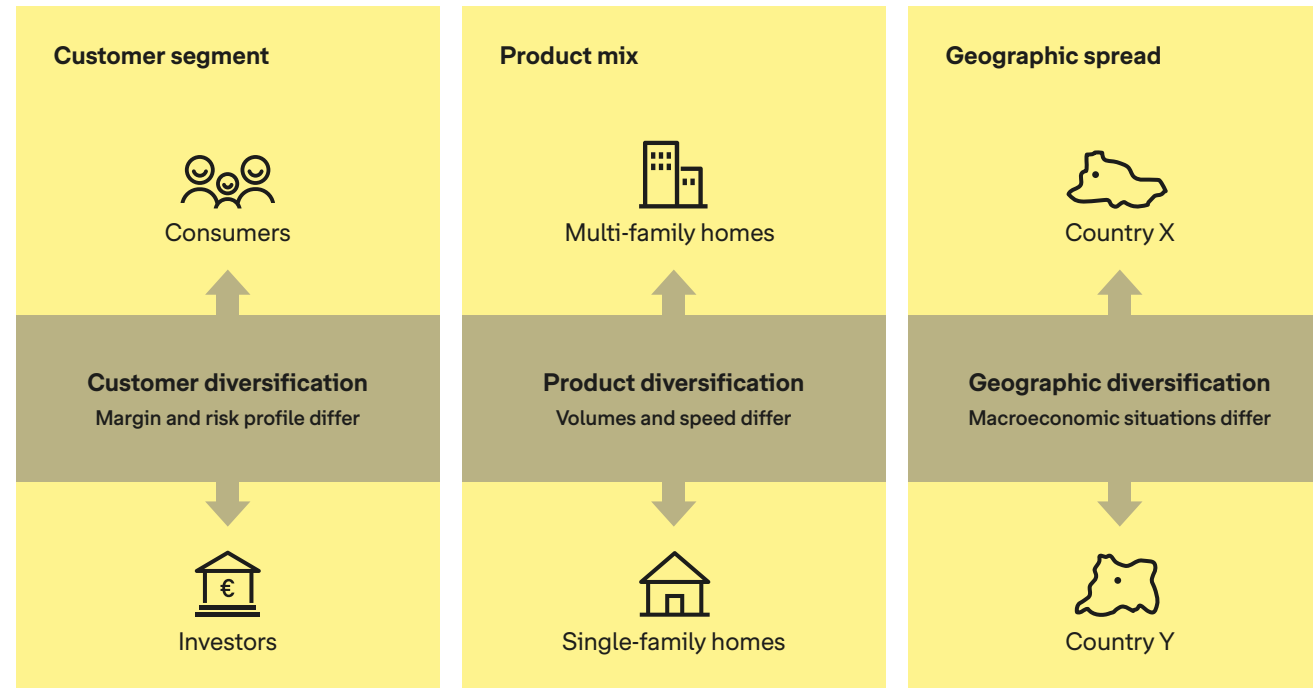 Customer segment
Consumers
Customer diversification
Margin and risk profile differ
€
Investors
Product mix
Multi-family homes
Product diversification
Volumes and speed differ
Single-family homes
Geographic spread
Country X
Geographic diversification
Macroeconomic situations differ
Country Y